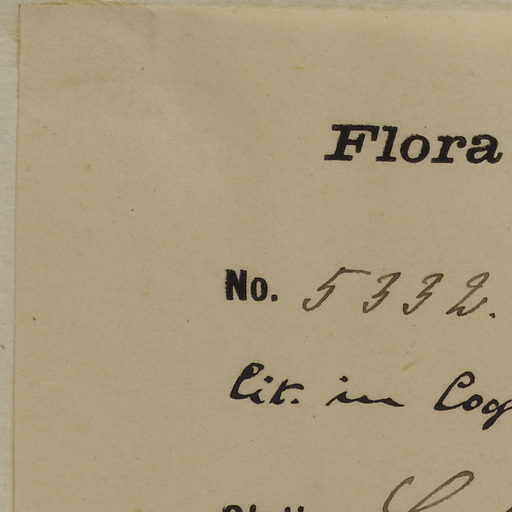 Flora
No. 5332.
Cit. in Cog